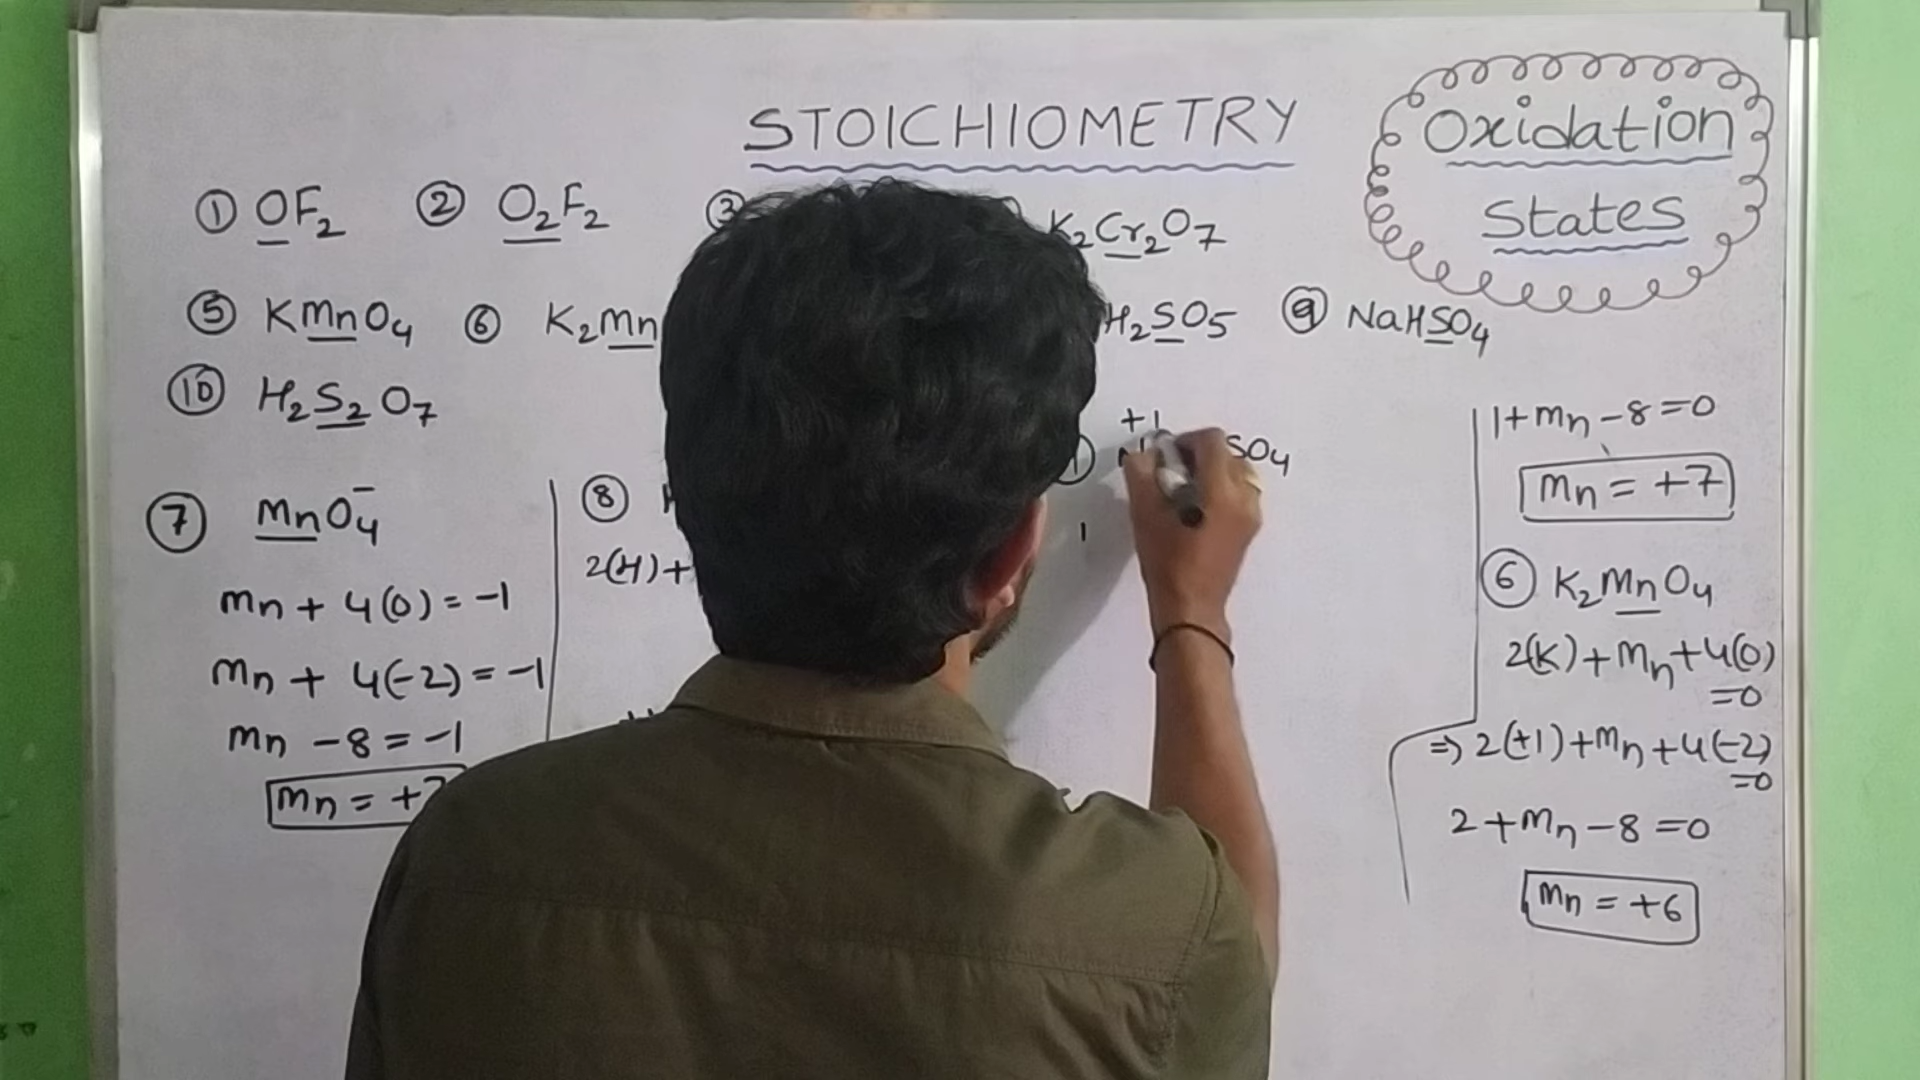 STOICHIOMETRY
Oxidation
States
① OF₂ ② O₂F₂ ③ K₂Cr₂O₇
⑤ KMnO₄ ⑥ K₂Mn H₂SO₅ ⑨ NaHSO₄
⑩ H₂S₂O₇
⑦ MnO₄⁻
Mn + 4(0) = -1
Mn + 4(-2) = -1
Mn - 8 = -1
Mn = +7
⑧
2(H)+
+1
SO₄
1
1+Mn-8=0
Mn = +7
⑥ K₂MnO₄
2(K)+Mn+4(0)
=0
⇒ 2(+1)+Mn+4(-2)
=0
2+Mn-8=0
Mn = +6